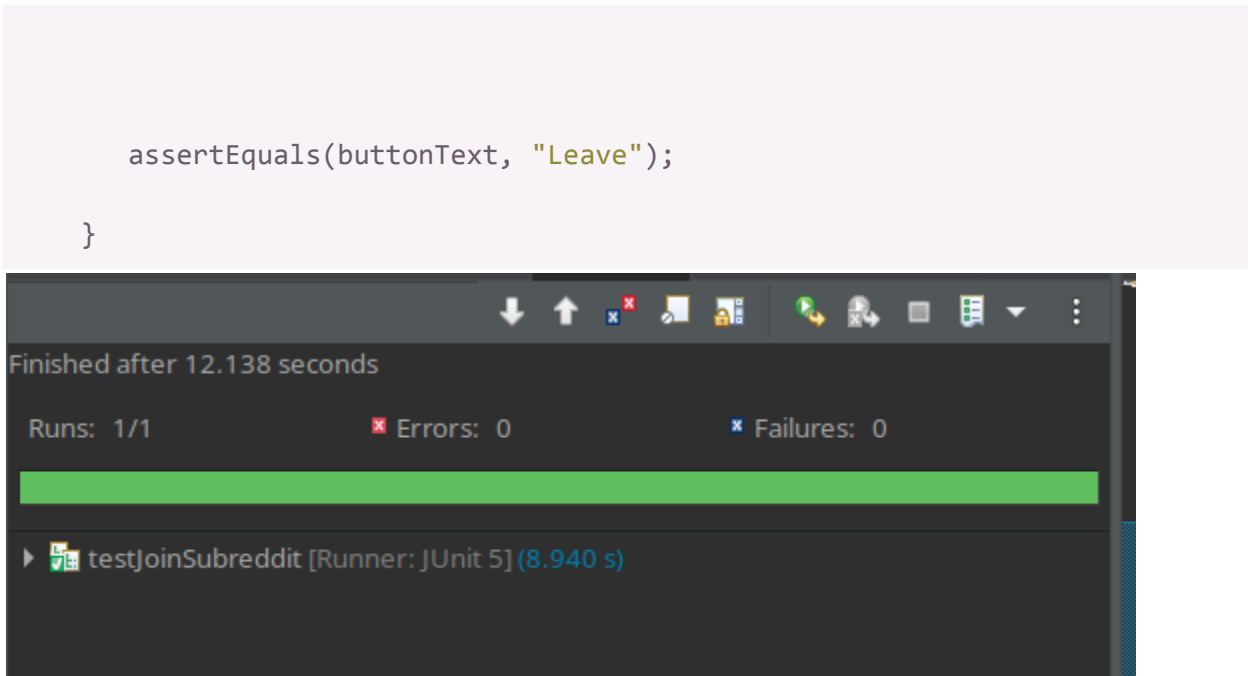 assertEquals(buttonText, "Leave");
}
Finished after 12.138 seconds
Runs: 1/1 Errors: 0 Failures: 0
testJoinSubreddit [Runner: JUnit 5] (8.940 s)